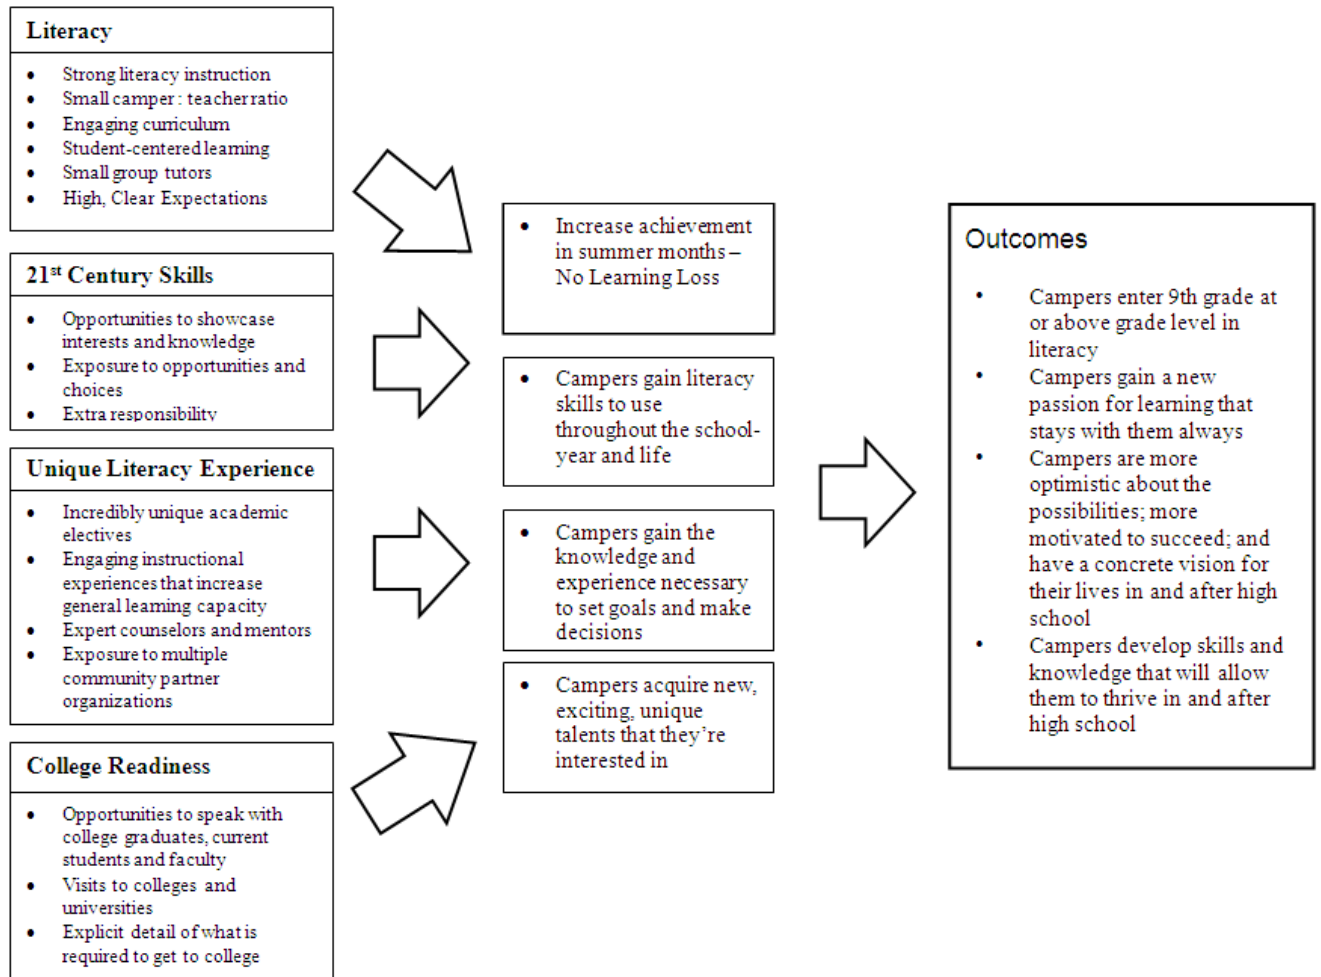 Literacy
• Strong literacy instruction
• Small camper : teacher ratio
• Engaging curriculum
• Student-centered learning
• Small group tutors
• High, Clear Expectations
21st Century Skills
• Opportunities to showcase
interests and knowledge
• Exposure to opportunities and
choices
• Extra responsibility
Unique Literacy Experience
• Incredibly unique academic
electives
• Engaging instructional
experiences that increase
general learning capacity
• Expert counselors and mentors
• Exposure to multiple
community partner
organizations
College Readiness
• Opportunities to speak with
college graduates, current
students and faculty
• Visits to colleges and
universities
• Explicit detail of what is
required to get to college
• Increase achievement
in summer months –
No Learning Loss
• Campers gain literacy
skills to use
throughout the school-
year and life
• Campers gain the
knowledge and
experience necessary
to set goals and make
decisions
• Campers acquire new,
exciting, unique
talents that they’re
interested in
Outcomes
• Campers enter 9th grade at
or above grade level in
literacy
• Campers gain a new
passion for learning that
stays with them always
• Campers are more
optimistic about the
possibilities; more
motivated to succeed; and
have a concrete vision for
their lives in and after high
school
• Campers develop skills and
knowledge that will allow
them to thrive in and after
high school